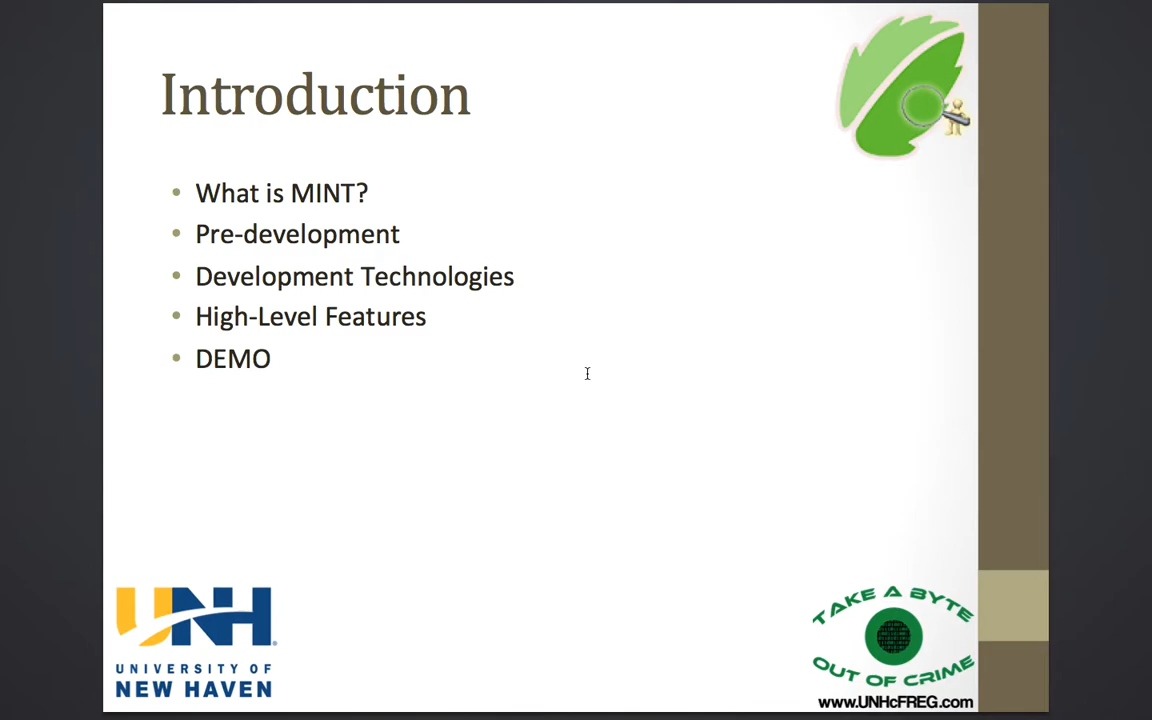 Introduction
• What is MINT?
• Pre-development
• Development Technologies
• High-Level Features
• DEMO
UNH
UNIVERSITY OF
NEW HAVEN
TAKE A BYTE
OUT OF CRIME
www.UNHcFREG.com